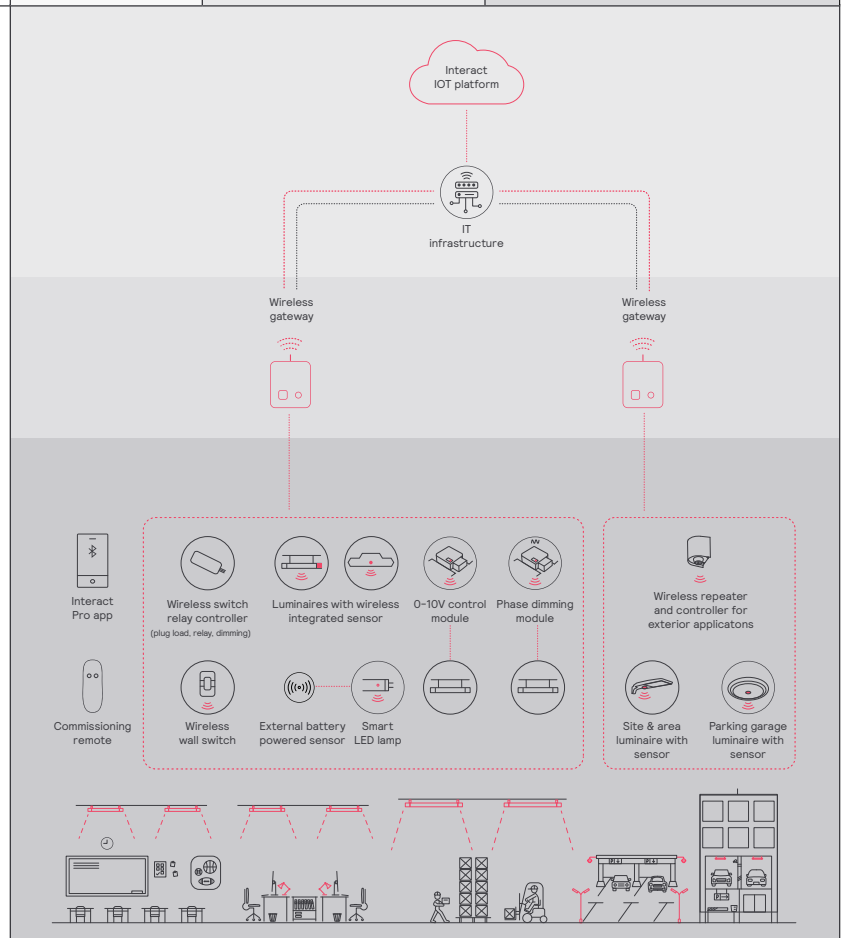 Interact
IOT platform
IT
infrastructure
Wireless
gateway
Wireless
gateway
Interact
Pro app
Wireless switch
relay controller
(plug load, relay, dimming)
Luminaires with wireless
integrated sensor
0-10V control
module
Phase dimming
module
Wireless repeater
and controller for
exterior applicatons
Commissioning
remote
Wireless
wall switch
External battery
powered sensor
Smart
LED lamp
Site & area
luminaire with
sensor
Parking garage
luminaire with
sensor